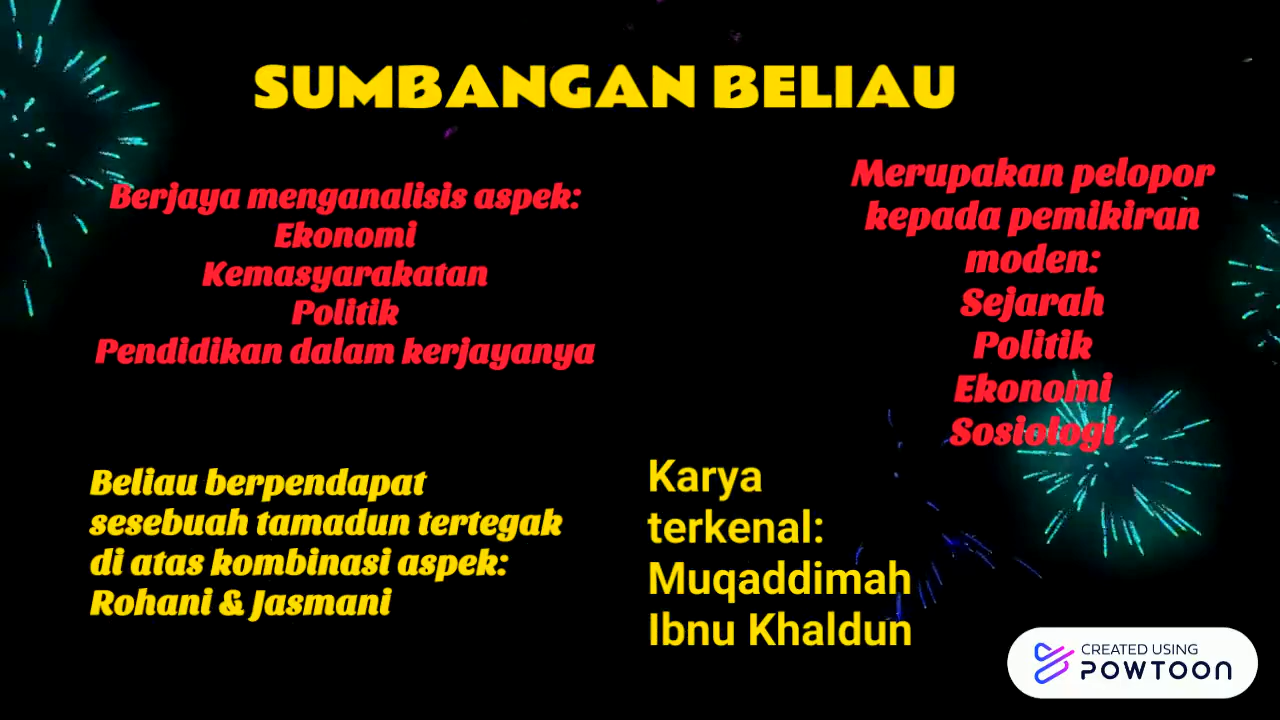 SUMBANGAN BELIAU
Berjaya menganalisis aspek:
Ekonomi
Kemasyarakatan
Politik
Pendidikan dalam kerjayanya
Merupakan pelopor
kepada pemikiran
moden:
Sejarah
Politik
Ekonomi
Sosiologi
Beliau berpendapat
sesebuah tamadun tertegak
di atas kombinasi aspek:
Rohani & Jasmani
Karya
terkenal:
Muqaddimah
Ibnu Khaldun
CREATED USING
POWTOON